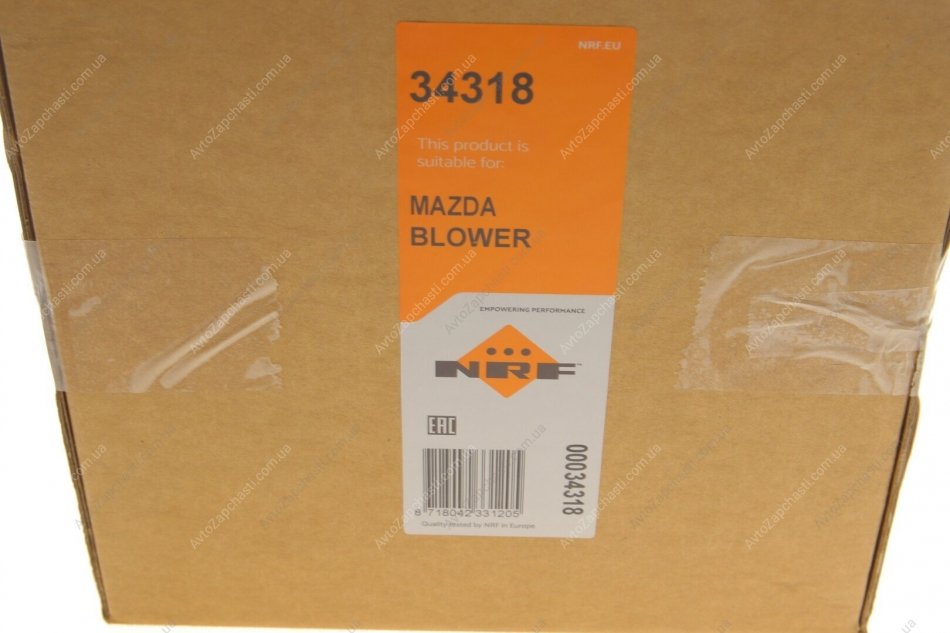 NRF.EU
34318
This product is
suitable for:
MAZDA
BLOWER
EMPOWERING PERFORMANCE
NRF™
EAC
00034318
8 718042 331205
Quality tested by NRF in Europe
AvtoZapchasti.com.ua